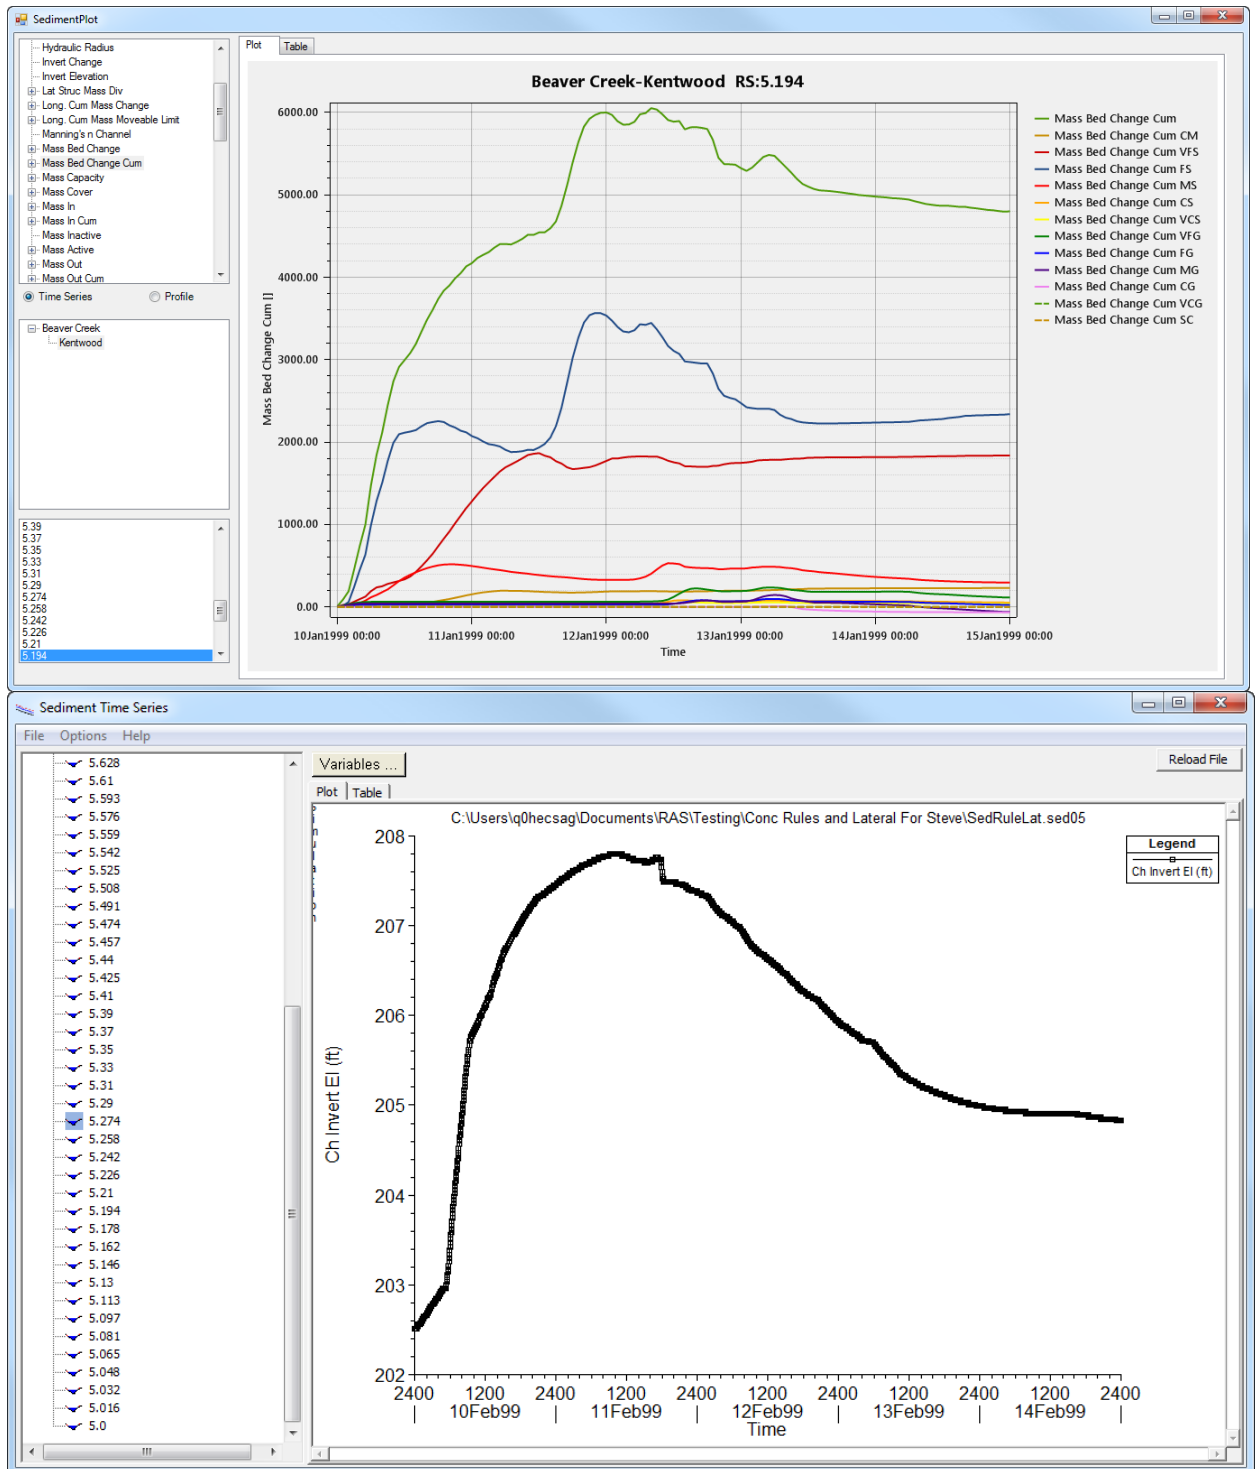 SedimentPlot
Hydraulic Radius
Invert Change
Invert Elevation
Lat Struc Mass Div
Long. Cum Mass Change
Long. Cum Mass Moveable Limit
Manning's n Channel
Mass Bed Change
Mass Bed Change Cum
Mass Capacity
Mass Cover
Mass In
Mass In Cum
Mass Inactive
Mass Active
Mass Out
Mass Out Cum
Time Series
Profile
Beaver Creek
Kentwood
5.39
5.37
5.35
5.33
5.31
5.29
5.274
5.258
5.242
5.226
5.21
5.194
Plot
Table
Beaver Creek-Kentwood RS:5.194
6000.00
5000.00
4000.00
3000.00
2000.00
1000.00
0.00
Mass Bed Change Cum []
10Jan1999 00:00
11Jan1999 00:00
12Jan1999 00:00
13Jan1999 00:00
14Jan1999 00:00
15Jan1999 00:00
Time
Mass Bed Change Cum
Mass Bed Change Cum CM
Mass Bed Change Cum VFS
Mass Bed Change Cum FS
Mass Bed Change Cum MS
Mass Bed Change Cum CS
Mass Bed Change Cum VCS
Mass Bed Change Cum VFG
Mass Bed Change Cum FG
Mass Bed Change Cum MG
Mass Bed Change Cum CG
Mass Bed Change Cum VCG
Mass Bed Change Cum SC
Sediment Time Series
File Options Help
5.628
5.61
5.593
5.576
5.559
5.542
5.525
5.508
5.491
5.474
5.457
5.44
5.425
5.41
5.39
5.37
5.35
5.33
5.31
5.29
5.274
5.258
5.242
5.226
5.21
5.194
5.178
5.162
5.146
5.13
5.113
5.097
5.081
5.065
5.048
5.032
5.016
5.0
Variables ...
Reload File
Plot
Table
C:\Users\q0hecsag\Documents\RAS\Testing\Conc Rules and Lateral For Steve\SedRuleLat.sed05
Legend
Ch Invert El (ft)
208
207
206
205
204
203
202
Ch Invert El (ft)
2400 1200 2400 1200 2400 1200 2400 1200 2400 1200 2400
10Feb99 11Feb99 12Feb99 13Feb99 14Feb99
Time